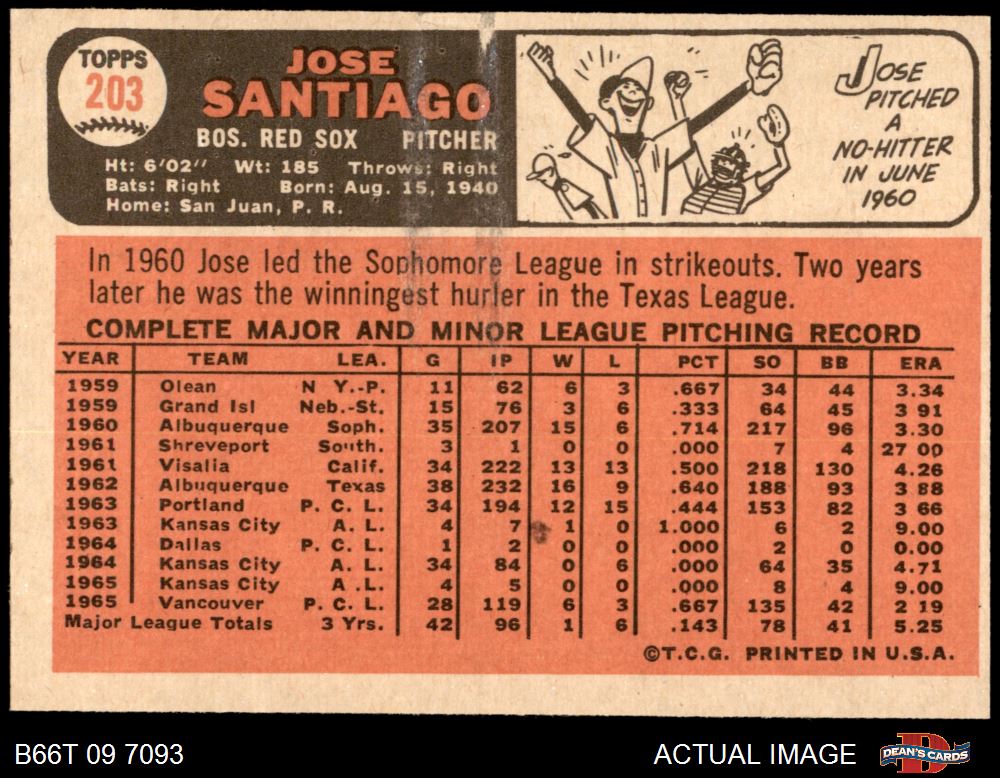 TOPPS
203
JOSE
SANTIAGO
BOS. RED SOX PITCHER
Ht: 6'02" Wt: 185 Throws: Right
Bats: Right Born: Aug. 15, 1940
Home: San Juan, P. R.
JOSE
PITCHED
A
NO-HITTER
IN JUNE
1960
In 1960 Jose led the Sophomore League in strikeouts. Two years
later he was the winningest hurler in the Texas League.
COMPLETE MAJOR AND MINOR LEAGUE PITCHING RECORD
YEAR TEAM LEA. G IP W L PCT SO BB ERA
1959 Olean N Y.-P. 11 62 6 3 .667 34 44 3.34
1959 Grand Isl Neb.-St. 15 76 3 6 .333 64 45 3 91
1960 Albuquerque Soph. 35 207 15 6 .714 217 96 3.30
1961 Shreveport South. 3 1 0 0 .000 7 4 27 00
1961 Visalia Calif. 34 222 13 13 .500 218 130 4.26
1962 Albuquerque Texas 38 232 16 9 .640 188 93 3 88
1963 Portland P. C. L. 34 194 12 15 .444 153 82 3 66
1963 Kansas City A. L. 4 7 1 0 1.000 6 2 9.00
1964 Dallas P. C. L. 1 2 0 0 .000 2 0 0.00
1964 Kansas City A. L. 34 84 0 6 .000 64 35 4.71
1965 Kansas City A .L. 4 5 0 0 .000 8 4 9.00
1965 Vancouver P. C. L. 28 119 6 3 .667 135 42 2 19
Major League Totals 3 Yrs. 42 96 1 6 .143 78 41 5.25
©T.C.G. PRINTED IN U.S.A.
B66T 09 7093 ACTUAL IMAGE DEAN'S CARDS